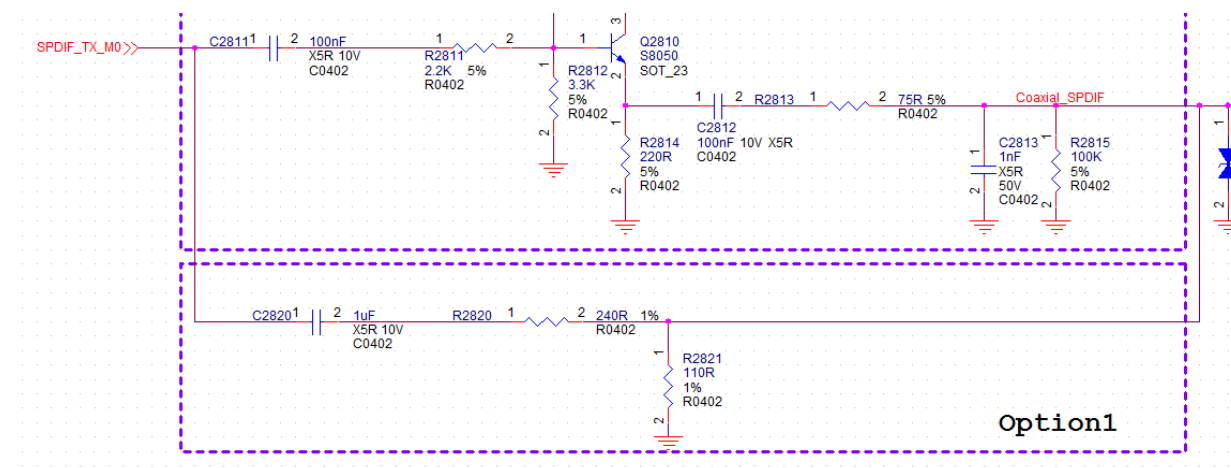 3
SPDIF_TX_M0
C2811 1 2 100nF
X5R 10V
C0402
1 2
R2811
2.2K 5%
R0402
1
Q2810
S8050
SOT_23
2
1
R2812
3.3K
5%
R0402
2
1 2
C2812
100nF 10V X5R
C0402
R2813 1 2 75R 5%
R0402
Coaxial_SPDIF
1
R2814
220R
5%
R0402
2
1
C2813
1nF
X5R
50V
C0402
2
1
R2815
100K
5%
R0402
2
1
2
C2820 1 2 1uF
X5R 10V
C0402
R2820 1 2 240R 1%
R0402
1
R2821
110R
1%
R0402
2
Option1